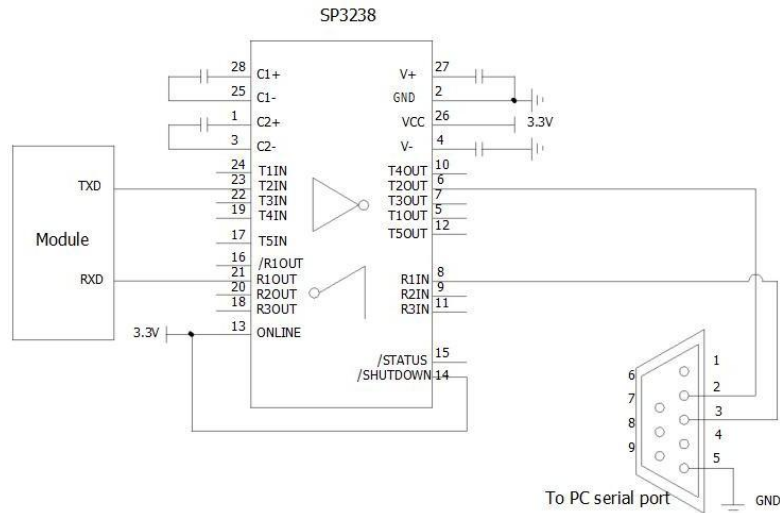 SP3238
28 C1+ V+ 27
25 C1- GND 2
1 C2+ VCC 26 3.3V
3 C2- V- 4
24 T1IN T4OUT 10
TXD 23 T2IN T2OUT 6
22 T3IN T3OUT 7
19 T4IN T1OUT 5
17 T5IN T5OUT 12
Module
16 /R1OUT
RXD 21 R1OUT R1IN 8
20 R2OUT R2IN 9
18 R3OUT R3IN 11
3.3V 13 ONLINE
/STATUS 15
/SHUTDOWN 14
1
6
2
7
3
8
4
9
5
To PC serial port GND